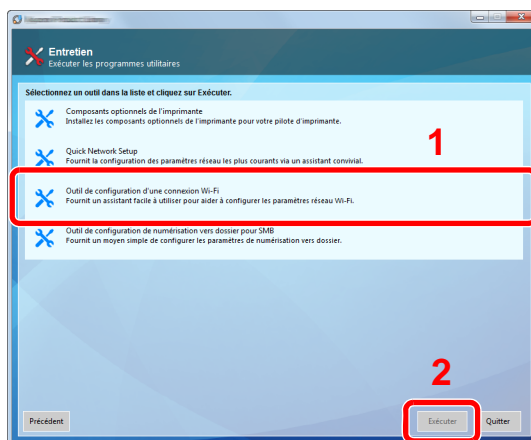 Entretien
Exécuter les programmes utilitaires
Sélectionnez un outil dans la liste et cliquez sur Exécuter.
Composants optionnels de l'imprimante
Installez les composants optionnels de l'imprimante pour votre pilote d'imprimante.
1
Quick Network Setup
Fournit la configuration des paramètres réseau les plus courants via un assistant convivial.
Outil de configuration d'une connexion Wi-Fi
Fournit un assistant facile à utiliser pour aider à configurer les paramètres réseau Wi-Fi.
Outil de configuration de numérisation vers dossier pour SMB
Fournit un moyen simple de configurer les paramètres de numérisation vers dossier.
2
Précédent
Exécuter
Quitter